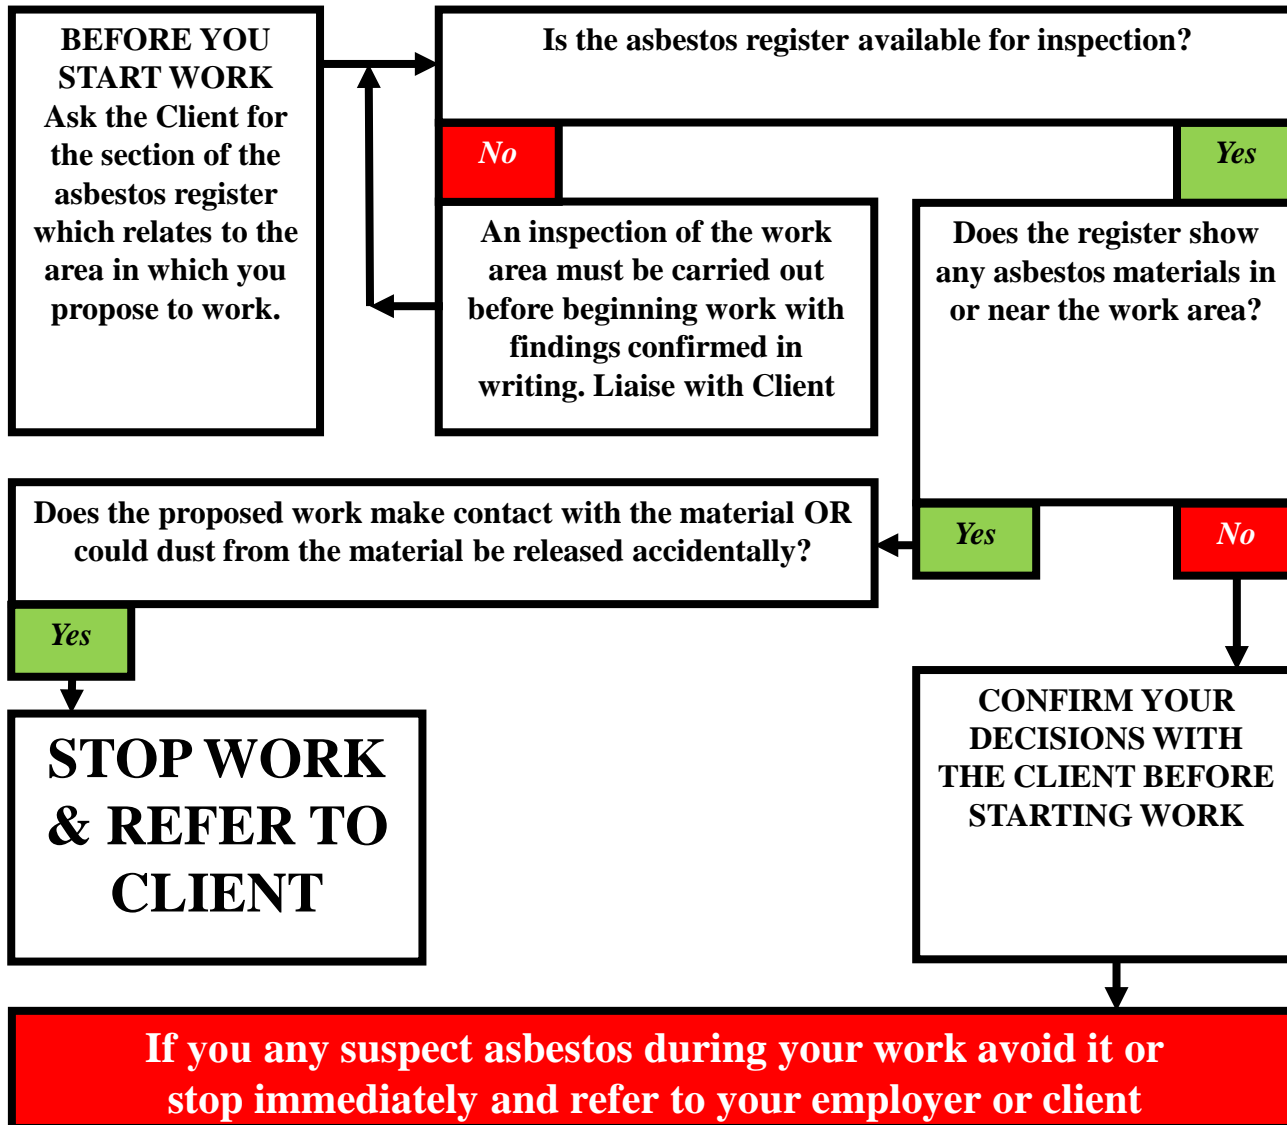 BEFORE YOU
START WORK
Ask the Client for
the section of the
asbestos register
which relates to the
area in which you
propose to work.
Is the asbestos register available for inspection?
No
Yes
An inspection of the work
area must be carried out
before beginning work with
findings confirmed in
writing. Liaise with Client
Does the register show
any asbestos materials in
or near the work area?
Yes
No
Does the proposed work make contact with the material OR
could dust from the material be released accidentally?
Yes
STOP WORK
& REFER TO
CLIENT
CONFIRM YOUR
DECISIONS WITH
THE CLIENT BEFORE
STARTING WORK
If you any suspect asbestos during your work avoid it or
stop immediately and refer to your employer or client